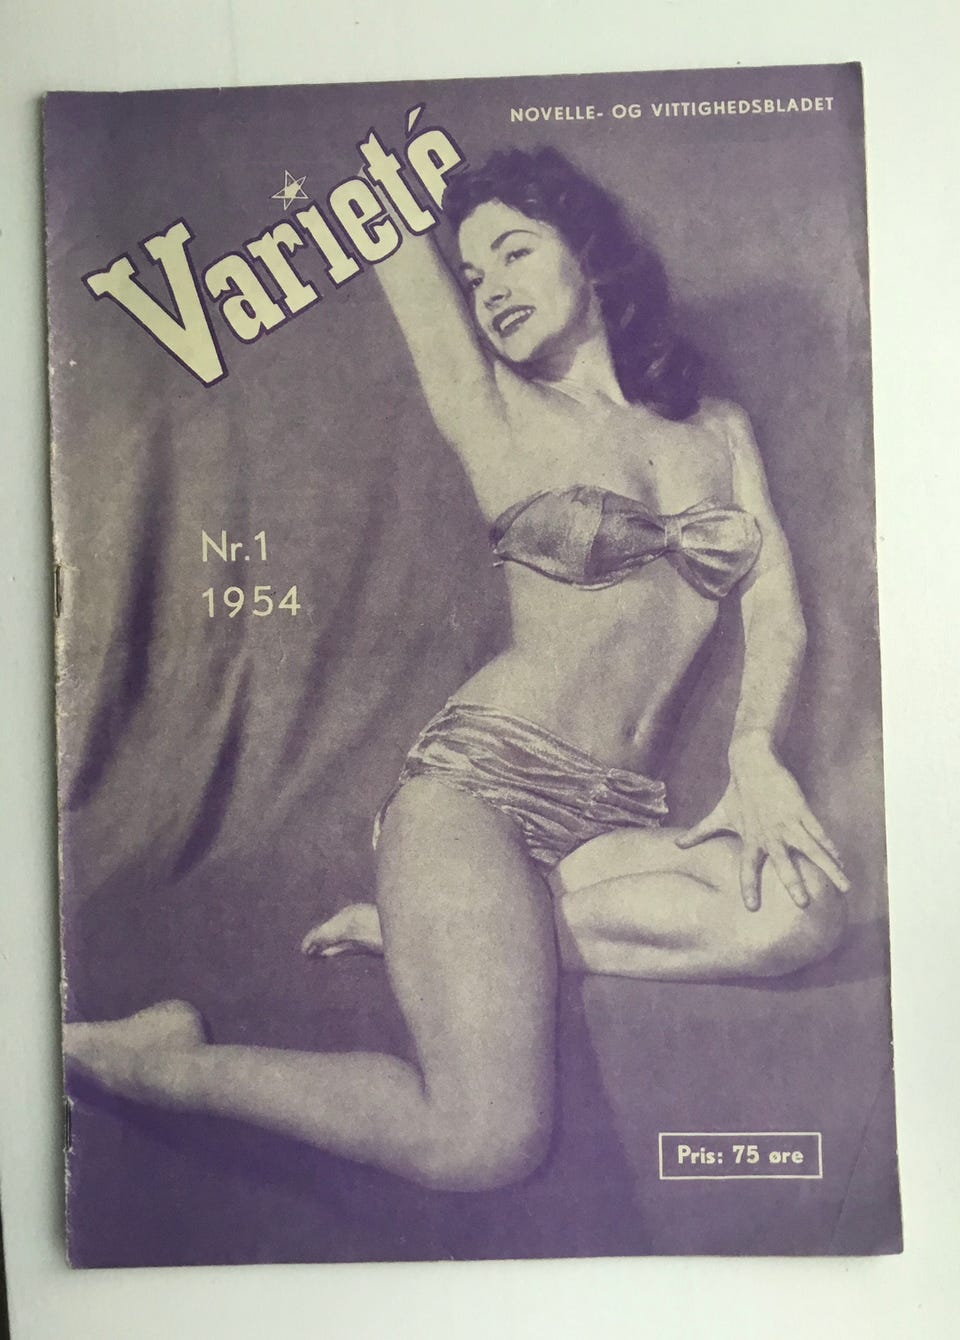 NOVELLE- OG VITTIGHEDSBLADET
Varieté
Nr.1
1954
Pris: 75 øre